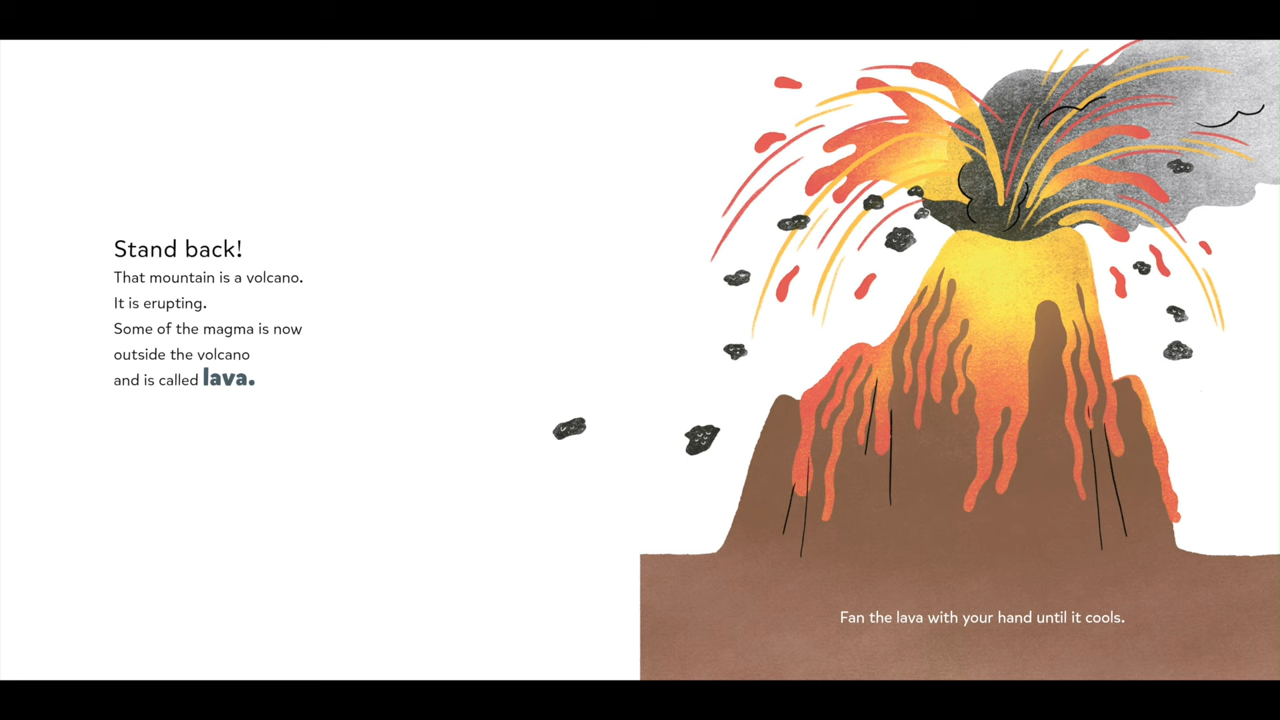 Stand back!
That mountain is a volcano.
It is erupting.
Some of the magma is now
outside the volcano
and is called lava.
Fan the lava with your hand until it cools.